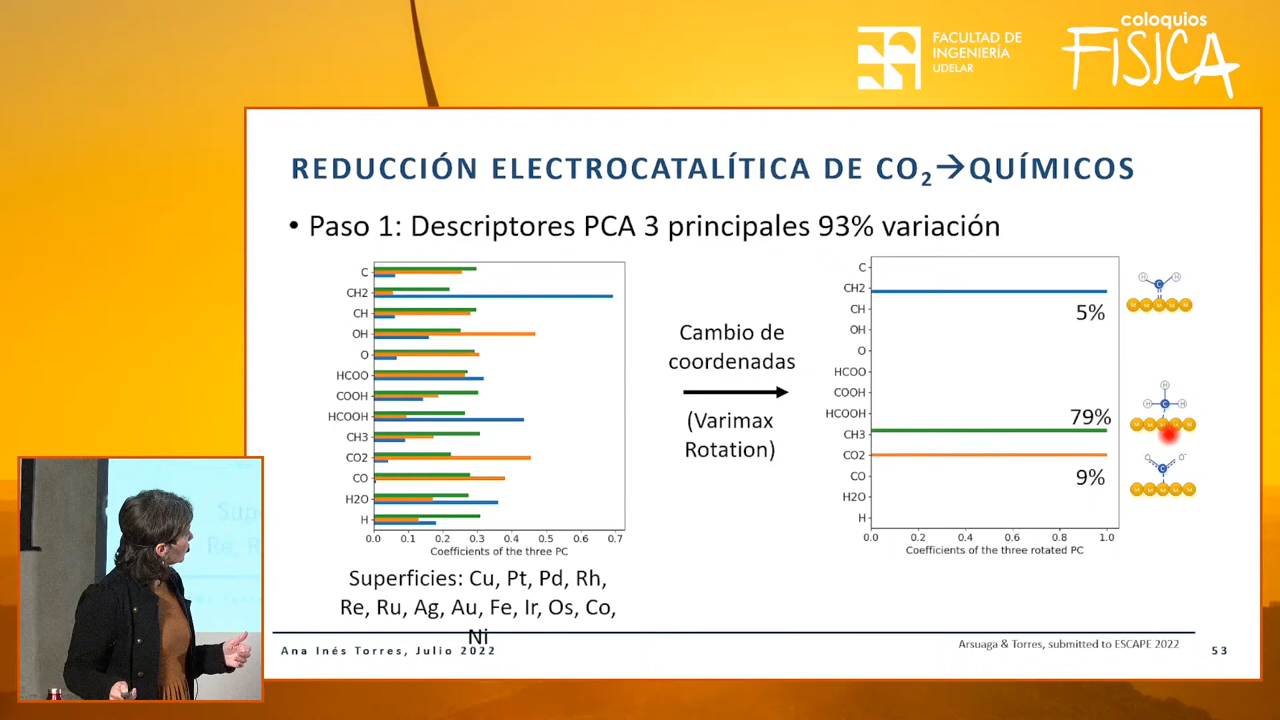 coloquios
FÍSICA
FACULTAD DE
INGENIERÍA
UDELAR
REDUCCIÓN ELECTROCATALÍTICA DE CO₂→QUÍMICOS
• Paso 1: Descriptores PCA 3 principales 93% variación
C
CH2
CH
OH
O
HCOO
COOH
HCOOH
CH3
CO2
CO
H2O
H
0.0 0.1 0.2 0.3 0.4 0.5 0.6 0.7
Coefficients of the three PC
Superficies: Cu, Pt, Pd, Rh,
Re, Ru, Ag, Au, Fe, Ir, Os, Co,
Ni
Cambio de
coordenadas
(Varimax
Rotation)
C
CH2
CH
OH
O
HCOO
COOH
HCOOH
CH3
CO2
CO
H2O
H
5%
79%
9%
0.0 0.2 0.4 0.6 0.8 1.0
Coefficients of the three rotated PC
H H
C
M M M M M
H
H C H
M M M M
O O⁻
C
M M M M M
Ana Inés Torres, Julio 2022
Arsuaga & Torres, submitted to ESCAPE 2022
53